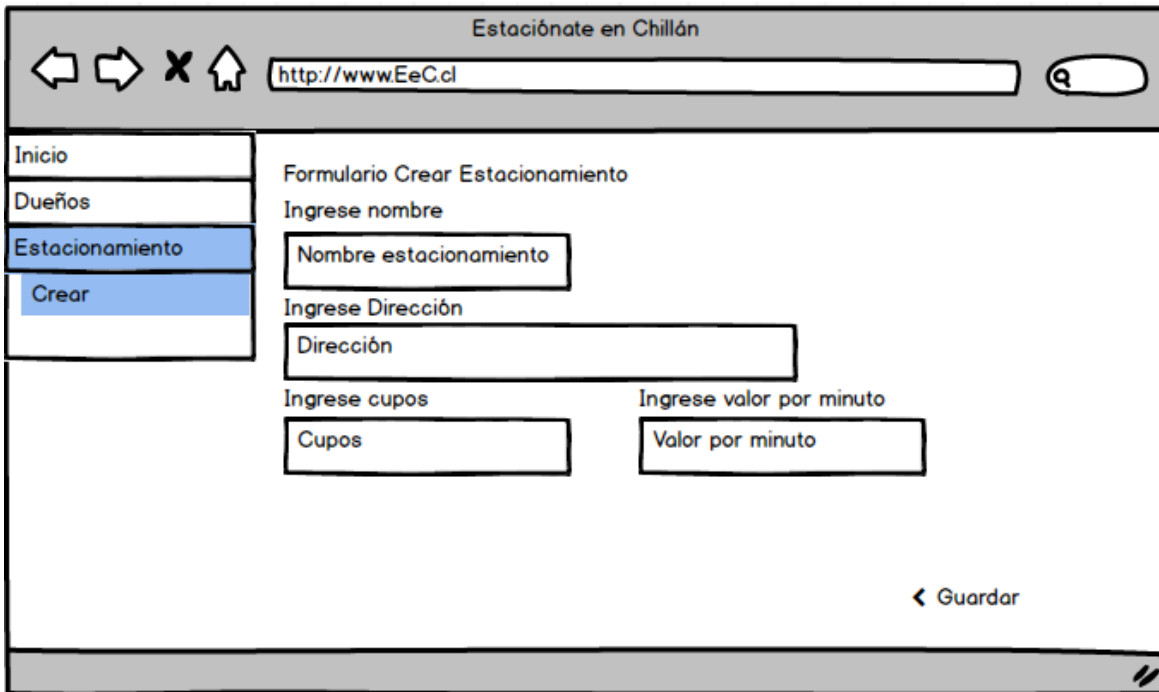 Estaciónate en Chillán
http://www.EeC.cl
Inicio
Dueños
Estacionamiento
Crear
Formulario Crear Estacionamiento
Ingrese nombre
Nombre estacionamiento
Ingrese Dirección
Dirección
Ingrese cupos
Cupos
Ingrese valor por minuto
Valor por minuto
Guardar